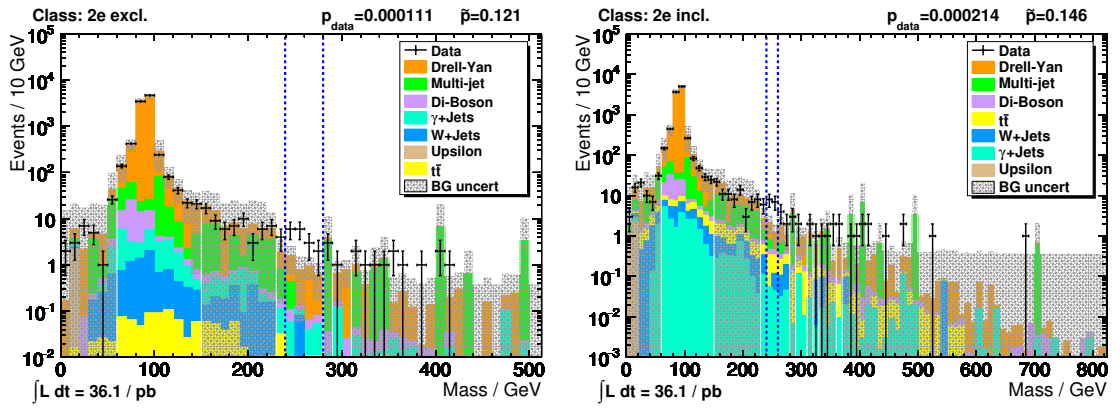 Class: 2e excl.
p_data=0.000111
p̃=0.121
Events / 10 GeV
10^5
10^4
10^3
10^2
10
1
10^-1
10^-2
Data
Drell-Yan
Multi-jet
Di-Boson
γ+Jets
W+Jets
Upsilon
tt̄
BG uncert
0 100 200 300 400 500
Mass / GeV
∫L dt = 36.1 / pb
Class: 2e incl.
p_data=0.000214
p̃=0.146
Events / 10 GeV
10^5
10^4
10^3
10^2
10
1
10^-1
10^-2
10^-3
Data
Drell-Yan
Multi-jet
Di-Boson
tt̄
W+Jets
γ+Jets
Upsilon
BG uncert
0 100 200 300 400 500 600 700 800
Mass / GeV
∫L dt = 36.1 / pb